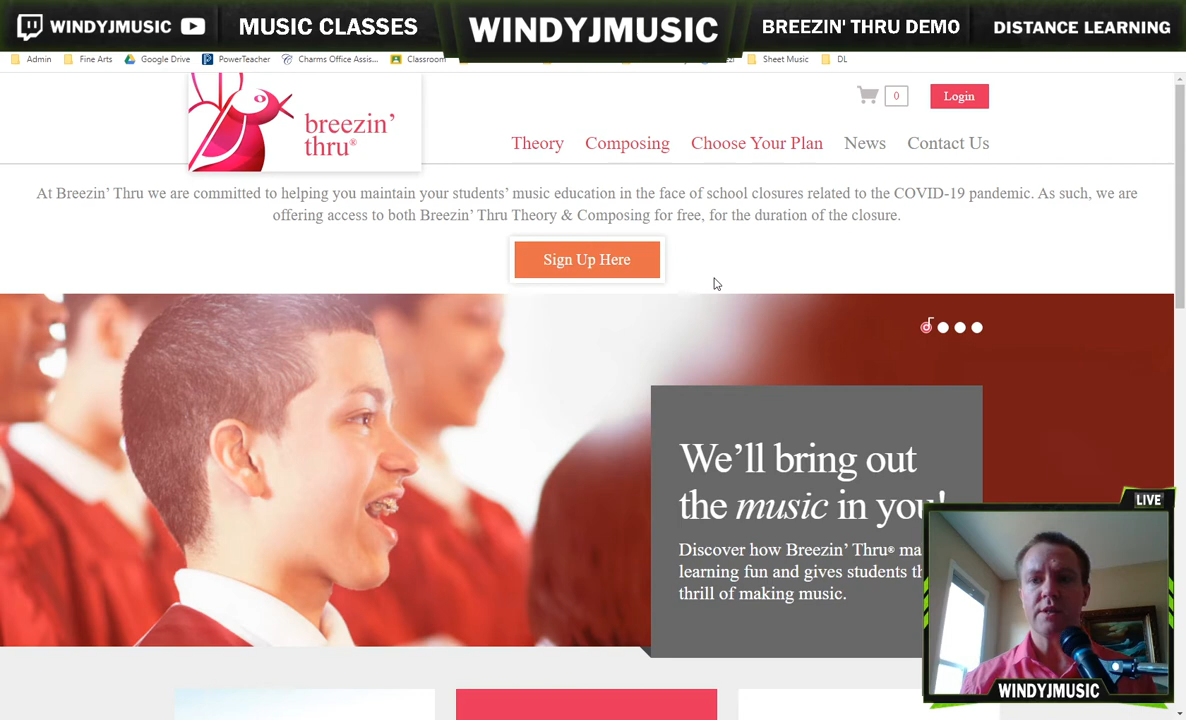 WINDYJMUSIC
MUSIC CLASSES
WINDYJMUSIC
BREEZIN' THRU DEMO
DISTANCE LEARNING
Admin
Fine Arts
Google Drive
PowerTeacher
Charms Office Assis...
Classroom
Sheet Music
DL
breezin'
thru®
0
Login
Theory
Composing
Choose Your Plan
News
Contact Us
At Breezin' Thru we are committed to helping you maintain your students' music education in the face of school closures related to the COVID-19 pandemic. As such, we are
offering access to both Breezin' Thru Theory & Composing for free, for the duration of the closure.
Sign Up Here
We'll bring out
the music in you!
Discover how Breezin' Thru® ma
learning fun and gives students th
thrill of making music.
LIVE
WINDYJMUSIC